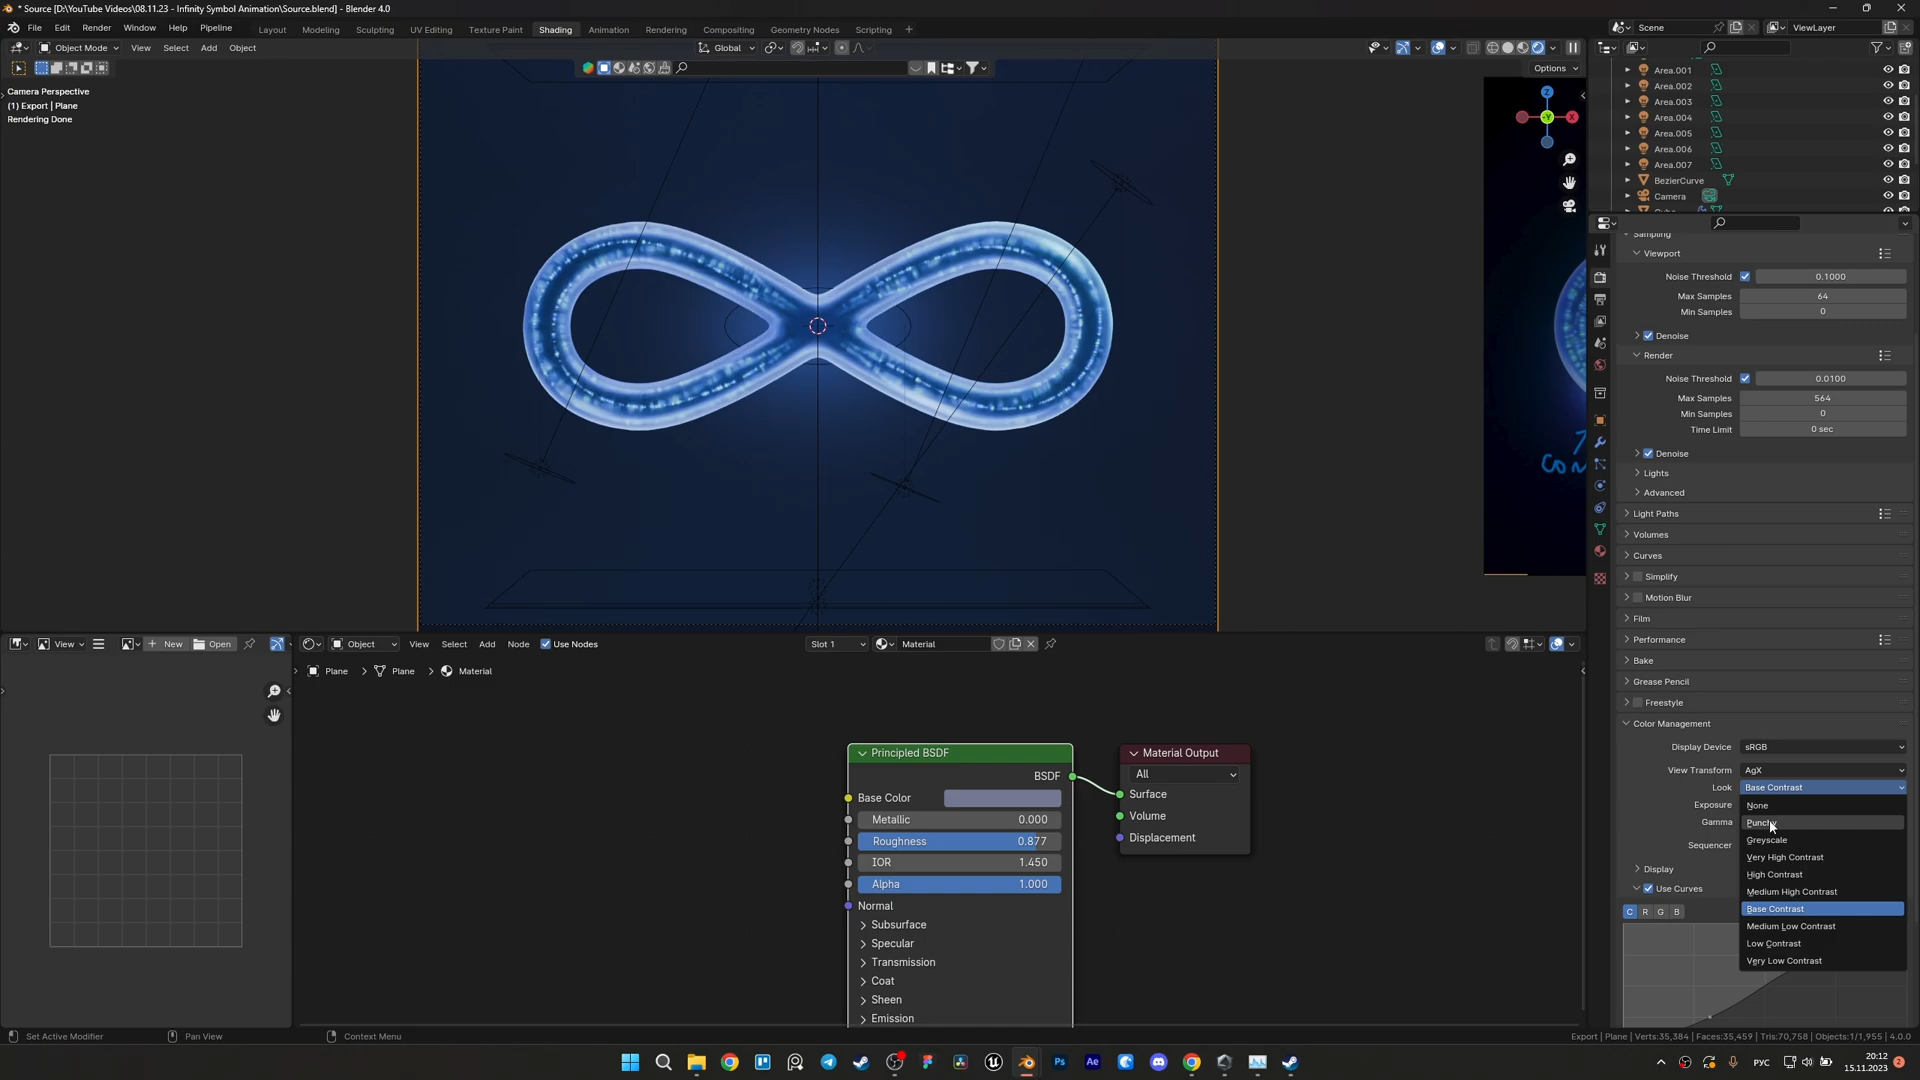 * Source [D:\YouTube Videos\08.11.23 - Infinity Symbol Animation\Source.blend] - Blender 4.0
File Edit Render Window Help Pipeline Layout Modeling Sculpting UV Editing Texture Paint Shading Animation Rendering Compositing Geometry Nodes Scripting + Scene ViewLayer
Object Mode View Select Add Object Global
Options
Camera Perspective
(1) Export | Plane
Rendering Done
Z
-Y
X
Area.001
Area.002
Area.003
Area.004
Area.005
Area.006
Area.007
BezierCurve
Camera
Sampling
Viewport
Noise Threshold 0.1000
Max Samples 64
Min Samples 0
Denoise
Render
Noise Threshold 0.0100
Max Samples 564
Min Samples 0
Time Limit 0 sec
Denoise
Lights
Advanced
Light Paths
Volumes
Curves
Simplify
Motion Blur
Film
Performance
Bake
Grease Pencil
Freestyle
Color Management
Display Device sRGB
View Transform AgX
Look Base Contrast
Exposure
Gamma
Sequencer
Display
Use Curves
C R G B
None
Punchy
Greyscale
Very High Contrast
High Contrast
Medium High Contrast
Base Contrast
Medium Low Contrast
Low Contrast
Very Low Contrast
View New Open
Object View Select Add Node Use Nodes Slot 1 Material
Plane Plane Material
Principled BSDF
BSDF
Base Color
Metallic 0.000
Roughness 0.877
IOR 1.450
Alpha 1.000
Normal
Subsurface
Specular
Transmission
Coat
Sheen
Emission
Material Output
All
Surface
Volume
Displacement
Set Active Modifier Pan View Context Menu
Export | Plane | Verts:35,384 | Faces:35,459 | Tris:70,758 | Objects:1/1,955 | 4.0.0
Ps Ae
РУС
20:12
15.11.2023
2